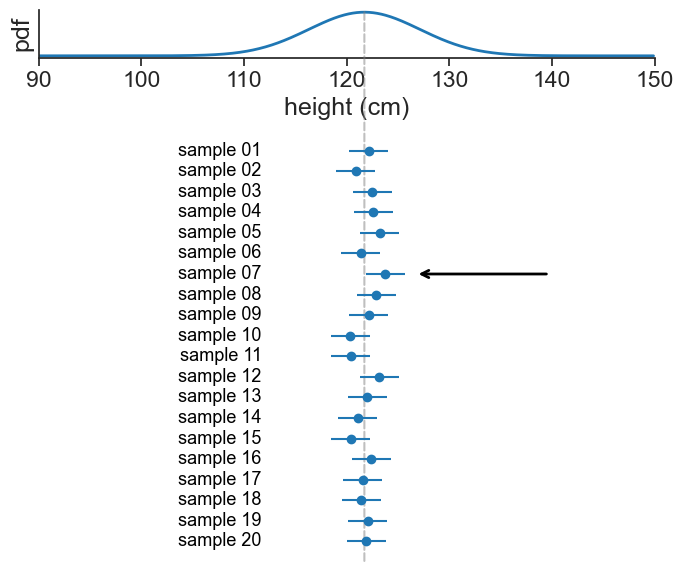 pdf
90 100 110 120 130 140 150
height (cm)
sample 01
sample 02
sample 03
sample 04
sample 05
sample 06
sample 07
sample 08
sample 09
sample 10
sample 11
sample 12
sample 13
sample 14
sample 15
sample 16
sample 17
sample 18
sample 19
sample 20